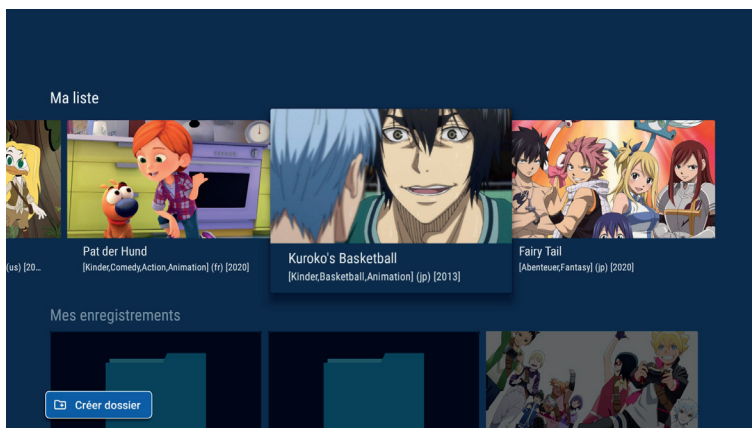 Ma liste
Pat der Hund
Kuroko's Basketball
Fairy Tail
(us) [20...
[Kinder,Comedy,Action,Animation] (fr) [2020]
[Kinder,Basketball,Animation] (jp) [2013]
[Abenteuer,Fantasy] (jp) [2020]
Mes enregistrements
Créer dossier